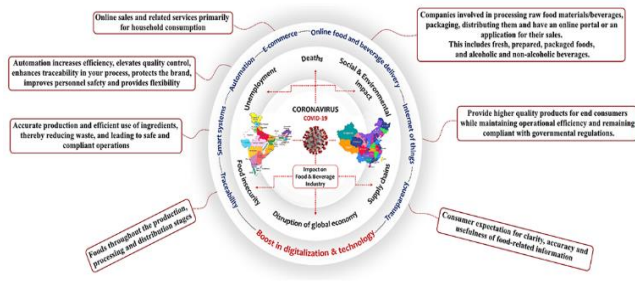 Online sales and related services primarily
for household consumption
Companies involved in processing raw food materials/beverages,
packaging, distributing them and have an online portal or an
application for their sales.
This includes fresh, prepared, packaged foods,
and alcoholic and non-alcoholic beverages.
Automation increases efficiency, elevates quality control,
enhances traceability in your process, protects the brand,
improves personnel safety and provides flexibility
Accurate production and efficient use of ingredients,
thereby reducing waste, and leading to safe and
compliant operations
Provide higher quality products for end consumers
while maintaining operational efficiency and remaining
compliant with governmental regulations.
Foods throughout the production,
processing and distribution stages
Consumer expectation for clarity, accuracy and
usefulness of food-related information
Traceability
Smart systems
Automation
E-commerce
Online food and beverage delivery
Internet of things
Transparency
Boost in digitalization & technology
Unemployment
Deaths
Social & Environmental
Impact
Food insecurity
Disruption of global economy
Supply chains
CORONAVIRUS
COVID-19
Impact on
Food & Beverage
Industry